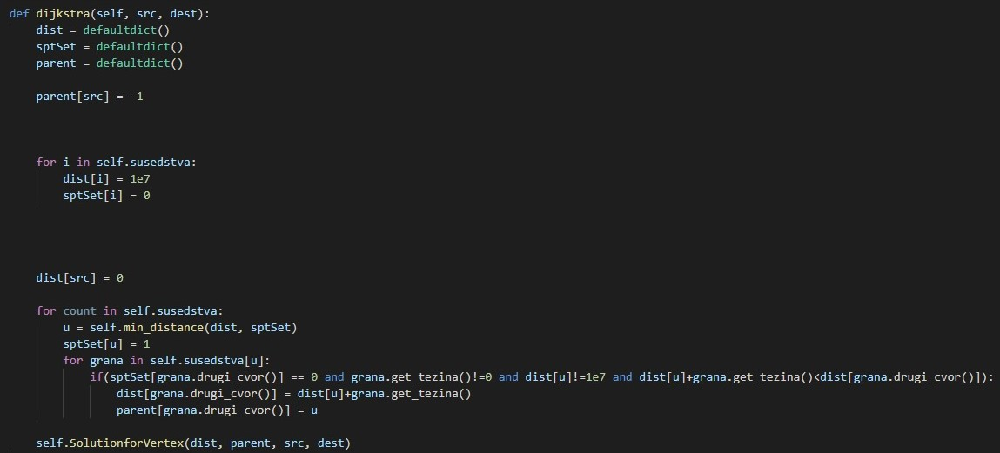 def dijkstra(self, src, dest):
    dist = defaultdict()
    sptSet = defaultdict()
    parent = defaultdict()
    parent[src] = -1
    for i in self.susedstva:
        dist[i] = 1e7
        sptSet[i] = 0
    dist[src] = 0
    for count in self.susedstva:
        u = self.min_distance(dist, sptSet)
        sptSet[u] = 1
        for grana in self.susedstva[u]:
            if(sptSet[grana.drugi_cvor()] == 0 and grana.get_tezina()!=0 and dist[u]!=1e7 and dist[u]+grana.get_tezina()<dist[grana.drugi_cvor()]):
                dist[grana.drugi_cvor()] = dist[u]+grana.get_tezina()
                parent[grana.drugi_cvor()] = u
    self.SolutionforVertex(dist, parent, src, dest)